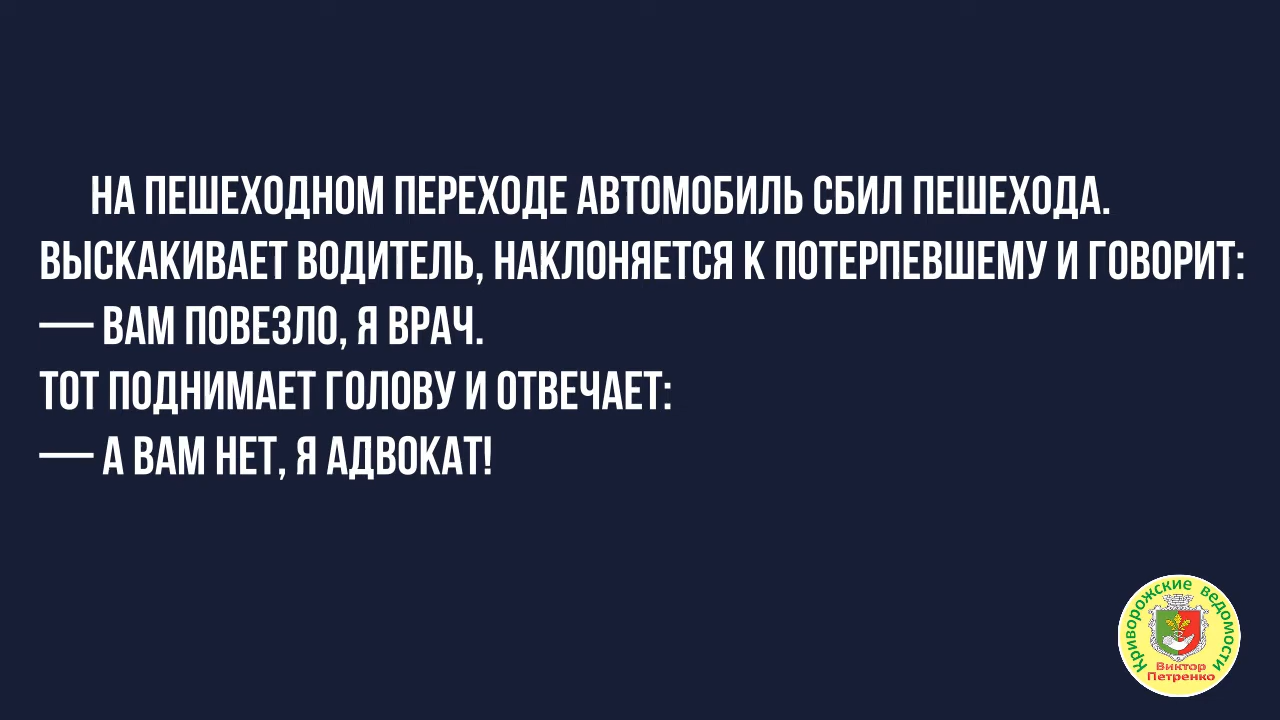 НА ПЕШЕХОДНОМ ПЕРЕХОДЕ АВТОМОБИЛЬ СБИЛ ПЕШЕХОДА.
ВЫСКАКИВАЕТ ВОДИТЕЛЬ, НАКЛОНЯЕТСЯ К ПОТЕРПЕВШЕМУ И ГОВОРИТ:
— ВАМ ПОВЕЗЛО, Я ВРАЧ.
ТОТ ПОДНИМАЕТ ГОЛОВУ И ОТВЕЧАЕТ:
— А ВАМ НЕТ, Я АДВОКАТ!
Криворожские ведомости
Виктор
Петренко